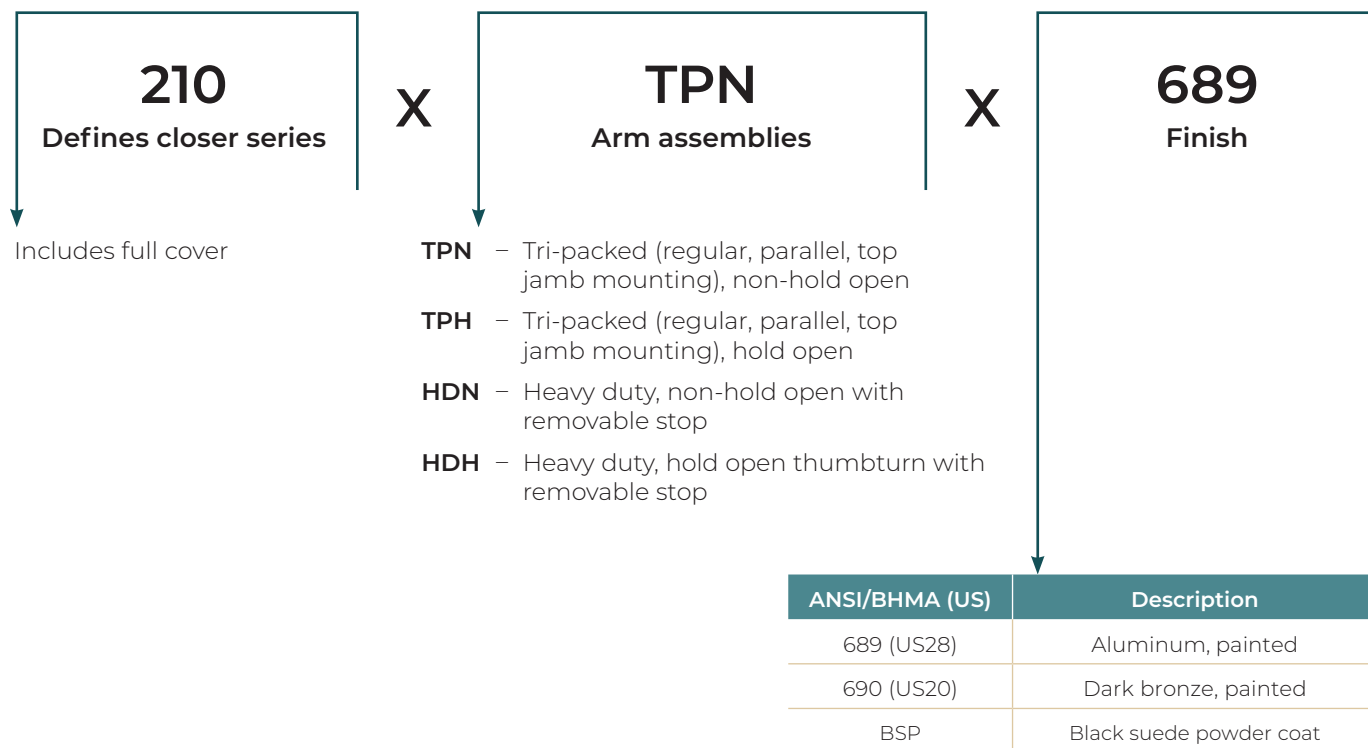 210
Defines closer series
X
TPN
Arm assemblies
X
689
Finish
Includes full cover
TPN – Tri-packed (regular, parallel, top
jamb mounting), non-hold open
TPH – Tri-packed (regular, parallel, top
jamb mounting), hold open
HDN – Heavy duty, non-hold open with
removable stop
HDH – Heavy duty, hold open thumbturn with
removable stop
ANSI/BHMA (US) Description
689 (US28) Aluminum, painted
690 (US20) Dark bronze, painted
BSP Black suede powder coat